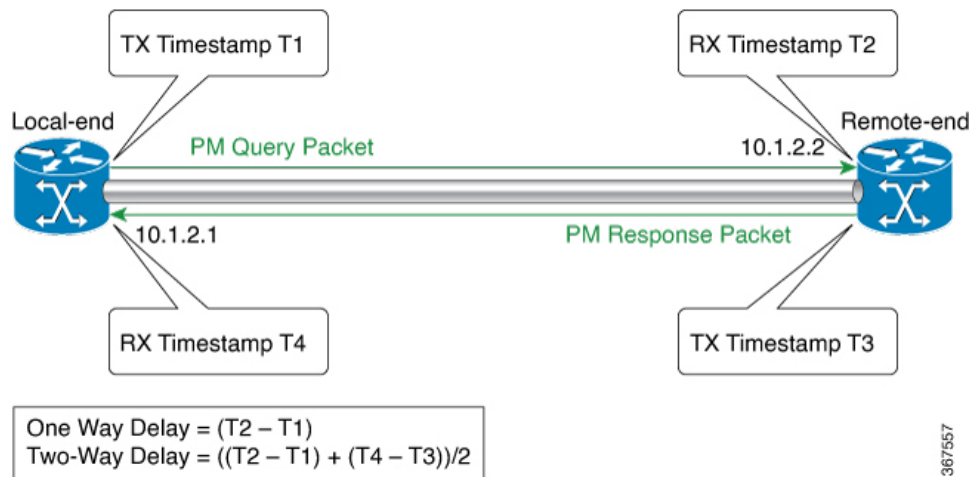 TX Timestamp T1
RX Timestamp T2
Local-end
Remote-end
PM Query Packet
10.1.2.2
10.1.2.1
PM Response Packet
RX Timestamp T4
TX Timestamp T3
One Way Delay = (T2 – T1)
Two-Way Delay = ((T2 – T1) + (T4 – T3))/2
367557